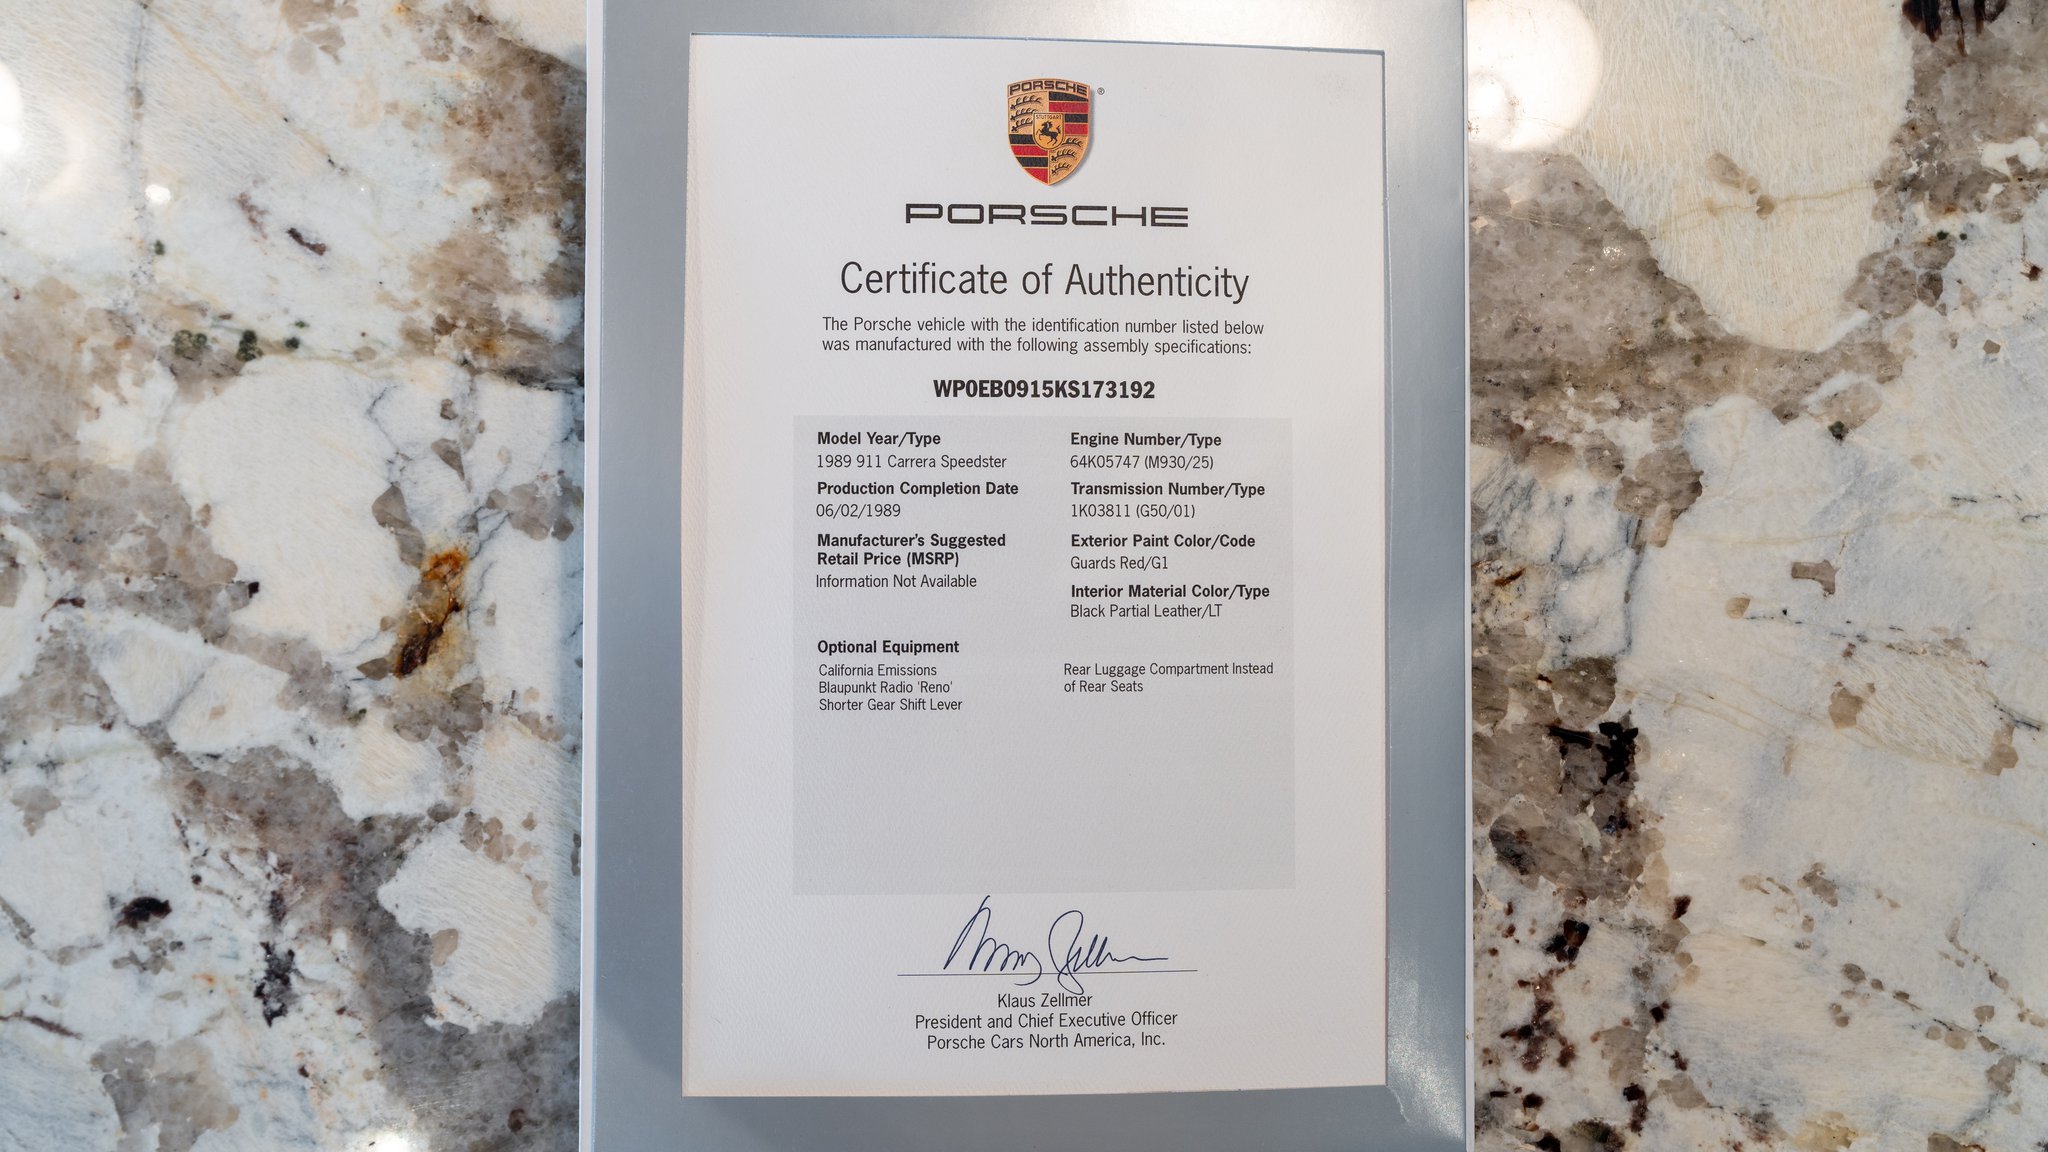 PORSCHE
STUTTGART
®
PORSCHE
Certificate of Authenticity
The Porsche vehicle with the identification number listed below
was manufactured with the following assembly specifications:
WP0EB0915KS173192
Model Year/Type
1989 911 Carrera Speedster
Production Completion Date
06/02/1989
Manufacturer's Suggested
Retail Price (MSRP)
Information Not Available
Engine Number/Type
64K05747 (M930/25)
Transmission Number/Type
1K03811 (G50/01)
Exterior Paint Color/Code
Guards Red/G1
Interior Material Color/Type
Black Partial Leather/LT
Optional Equipment
California Emissions
Blaupunkt Radio 'Reno'
Shorter Gear Shift Lever
Rear Luggage Compartment Instead
of Rear Seats
Klaus Zellmer
President and Chief Executive Officer
Porsche Cars North America, Inc.